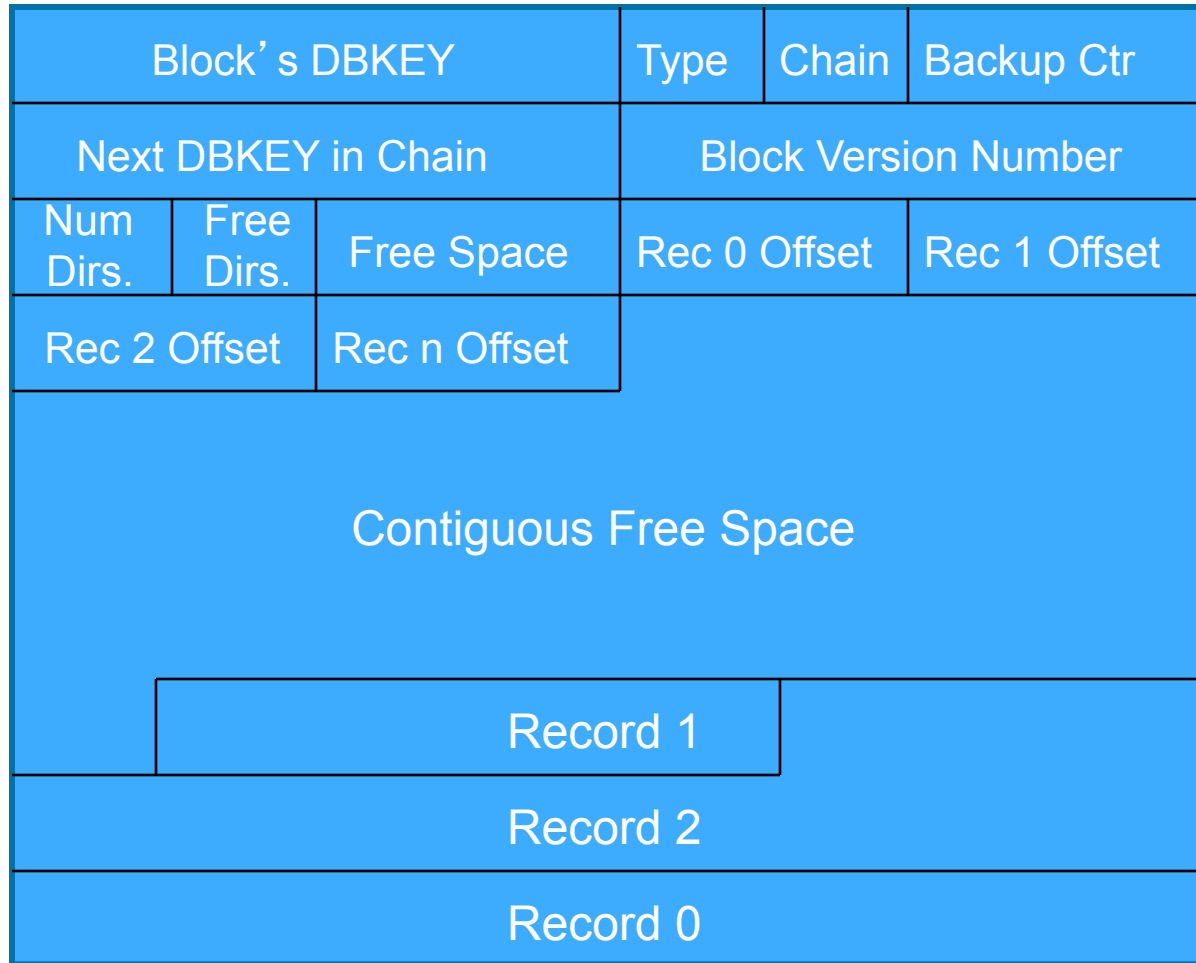 Block’s DBKEY
Type
Chain
Backup Ctr
Next DBKEY in Chain
Block Version Number
Num
Dirs.
Free
Dirs.
Free Space
Rec 0 Offset
Rec 1 Offset
Rec 2 Offset
Rec n Offset
Contiguous Free Space
Record 1
Record 2
Record 0